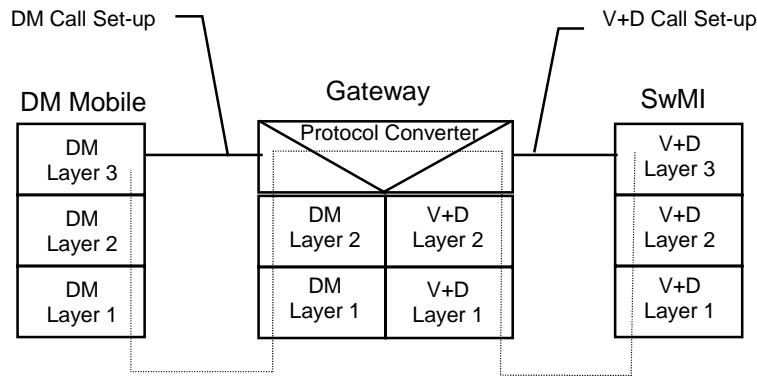 DM Call Set-up
V+D Call Set-up
DM Mobile
Gateway
SwMI
Protocol Converter
DM
Layer 3
V+D
Layer 3
DM
Layer 2
DM
Layer 2
V+D
Layer 2
V+D
Layer 2
DM
Layer 1
DM
Layer 1
V+D
Layer 1
V+D
Layer 1